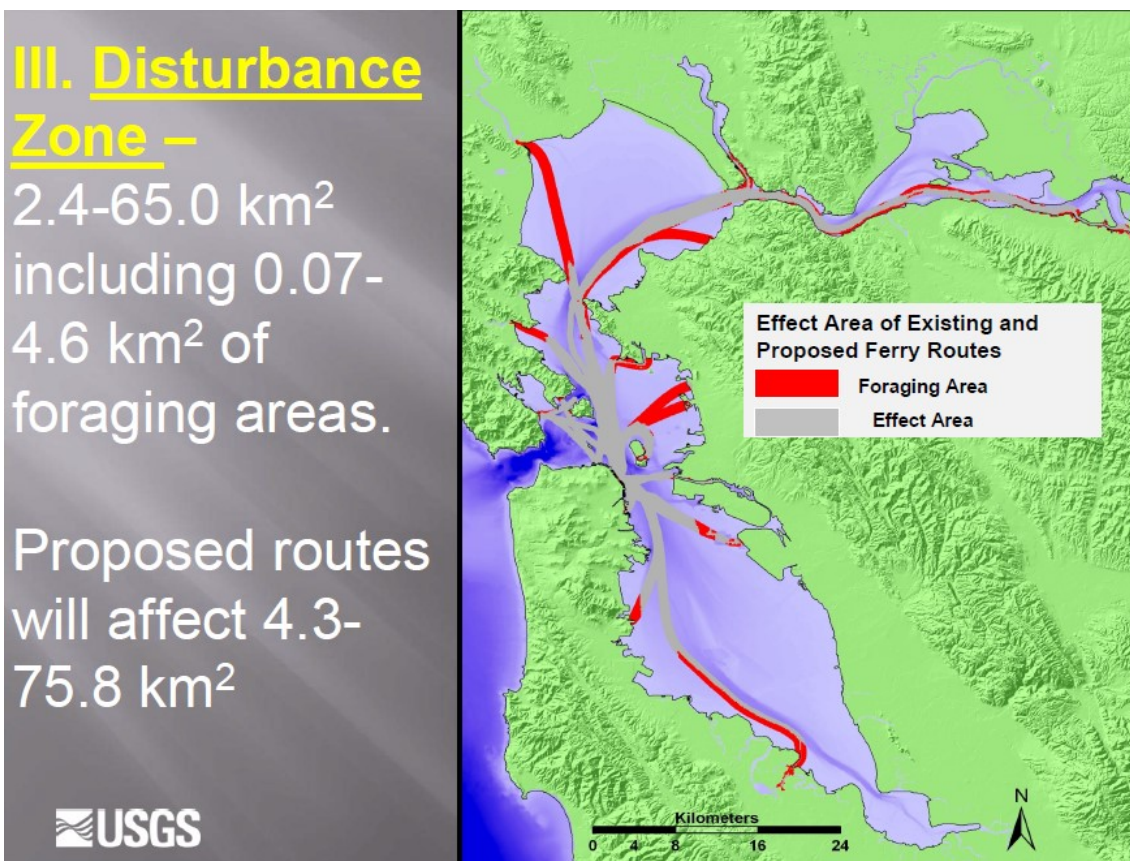 III. Disturbance
Zone –
2.4-65.0 km²
including 0.07-
4.6 km² of
foraging areas.
Proposed routes
will affect 4.3-
75.8 km²
USGS
Effect Area of Existing and
Proposed Ferry Routes
Foraging Area
Effect Area
N
Kilometers
0 4 8 16 24